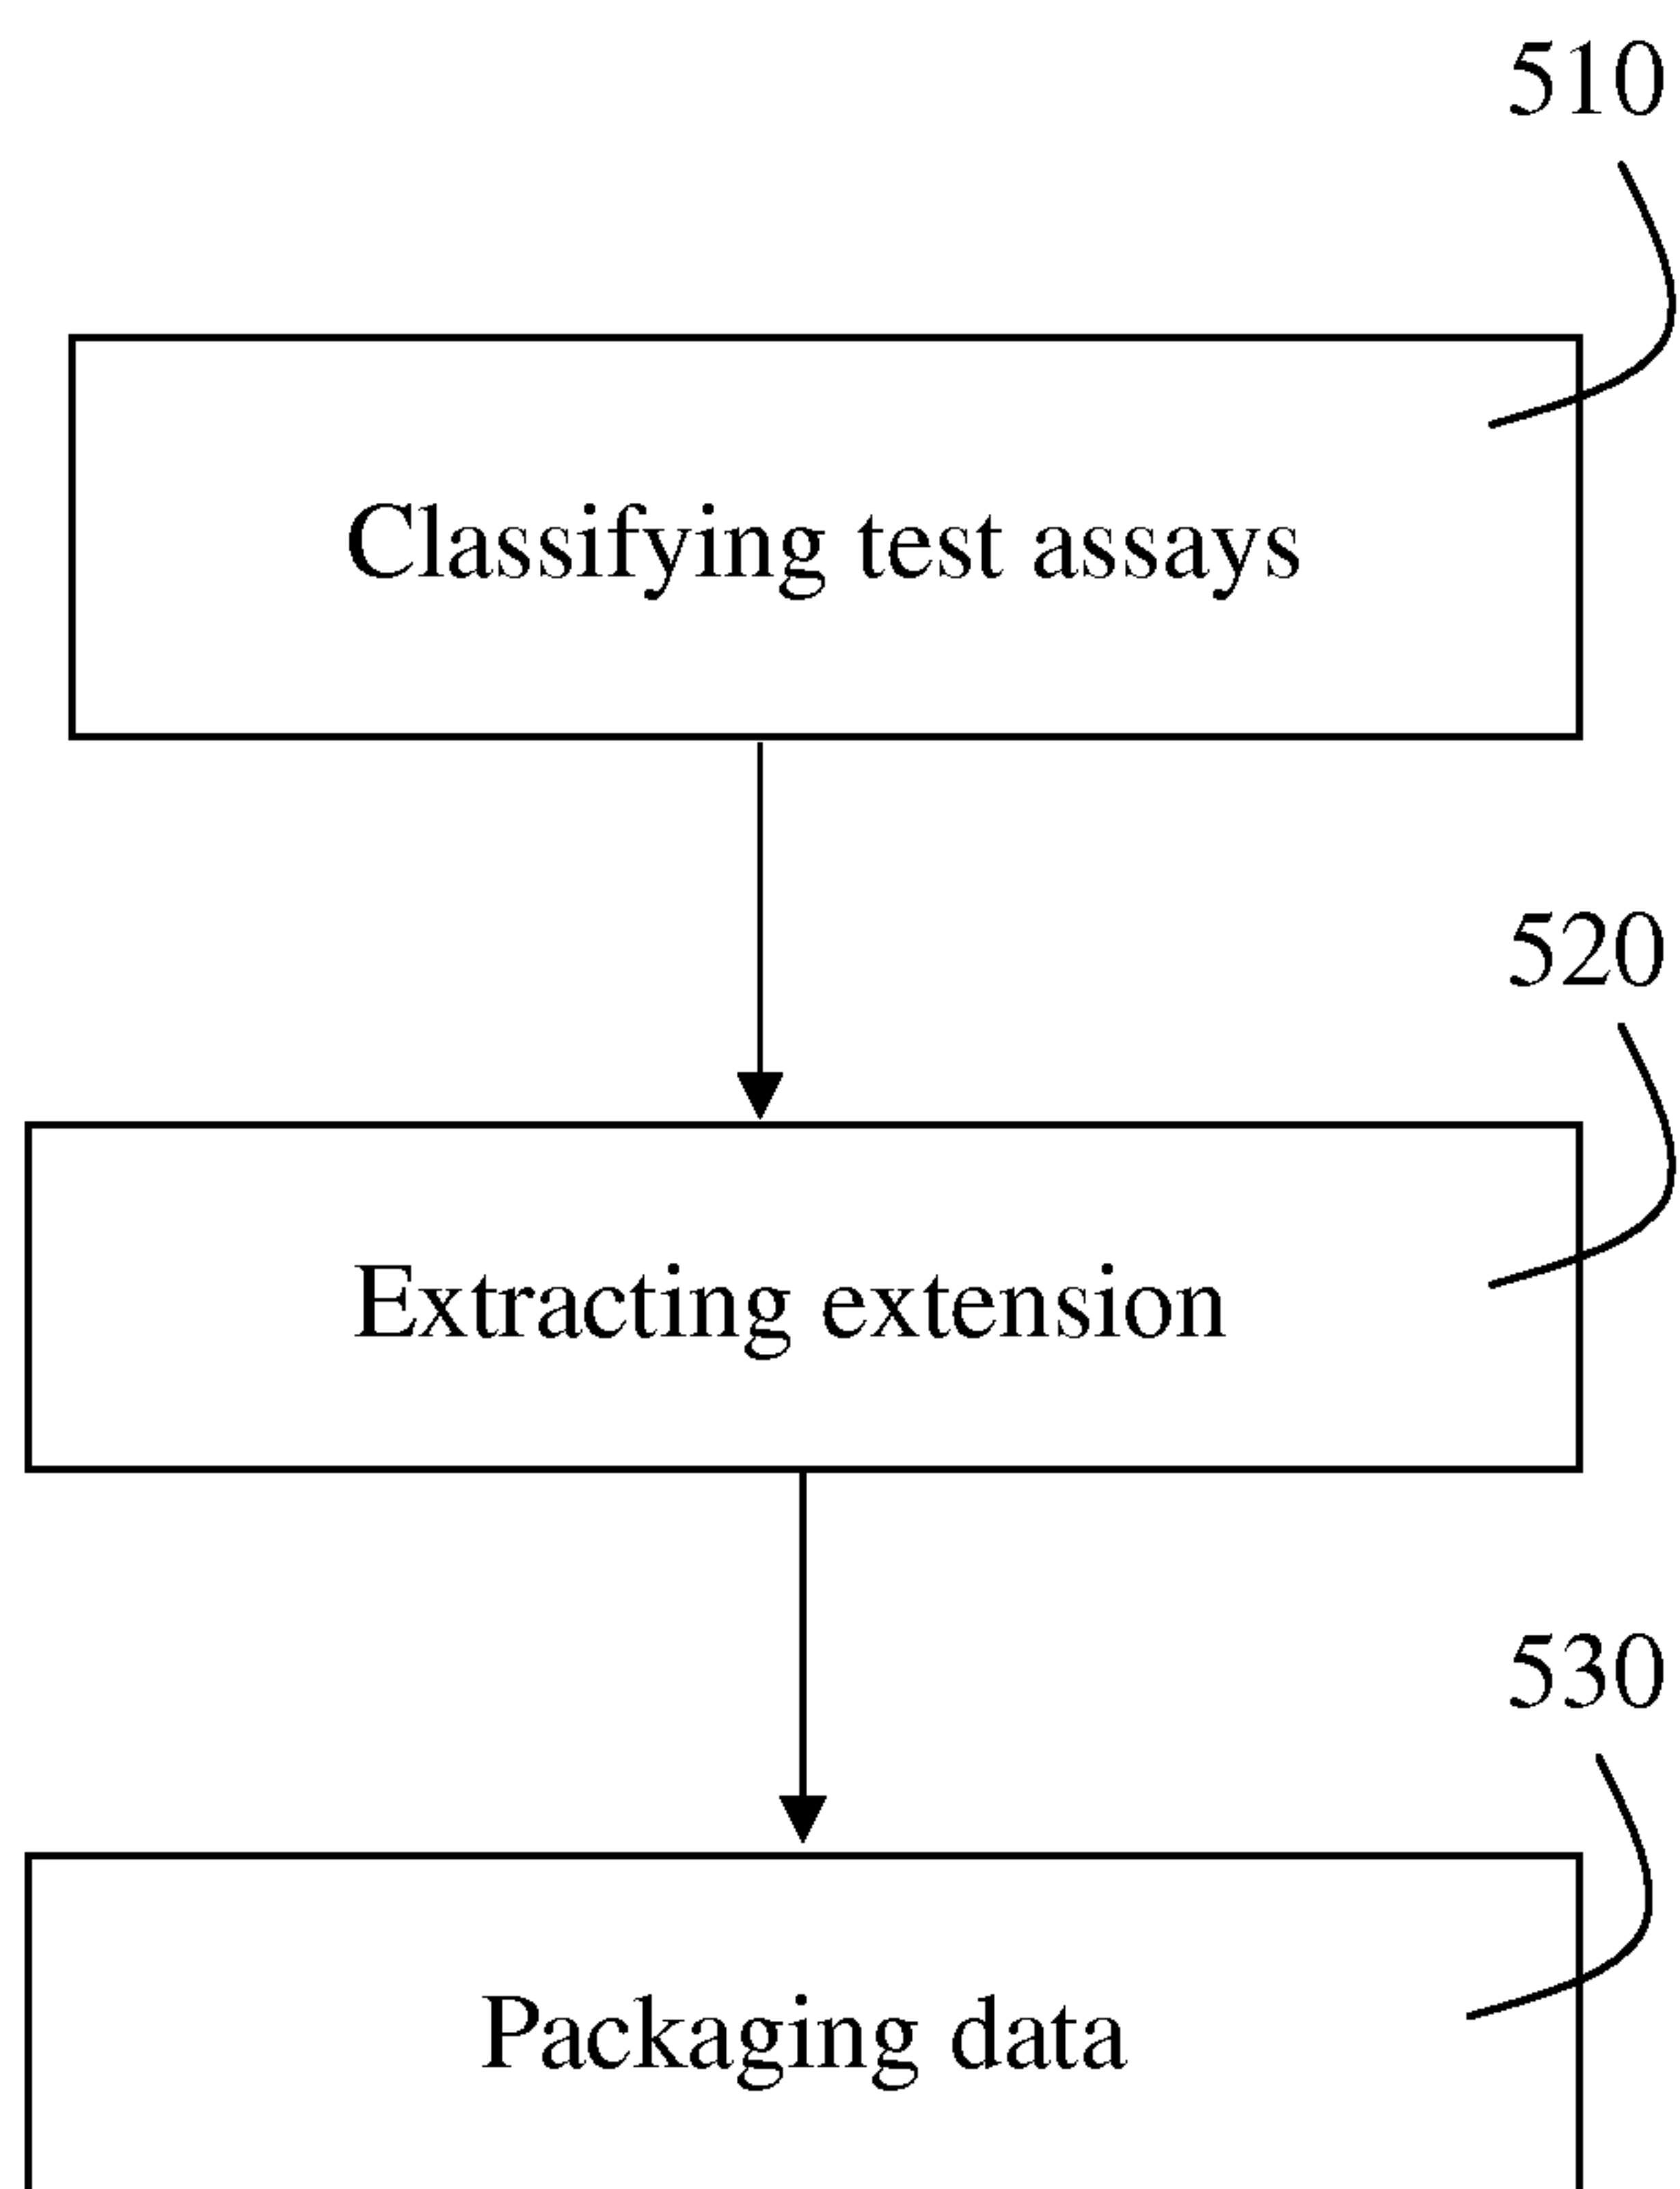 510
Classifying test assays
520
Extracting extension
530
Packaging data